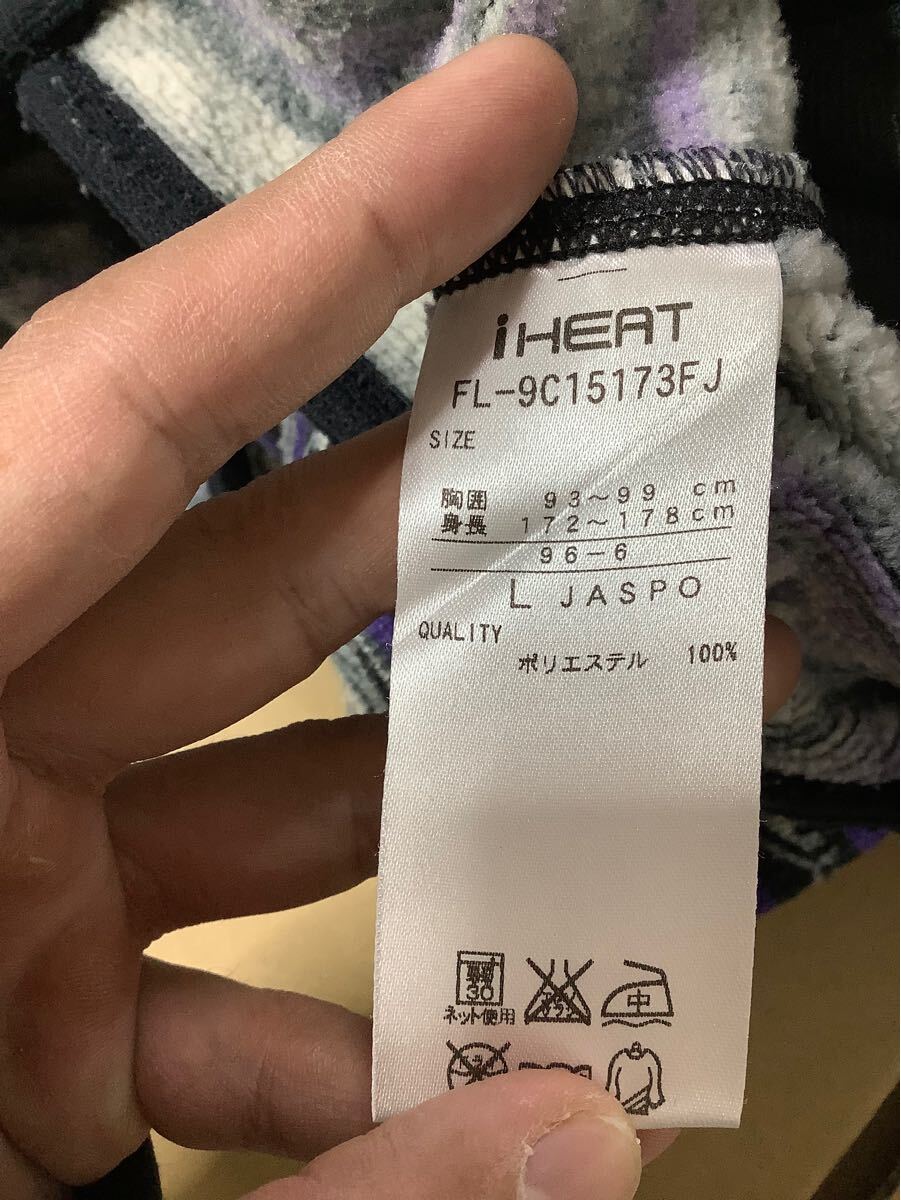 iHEAT
FL-9C15173FJ
SIZE
胸囲 93～99 cm
身長 172～178cm
96-6
L JASPO
QUALITY
ポリエステル 100%
30 中
ネット使用